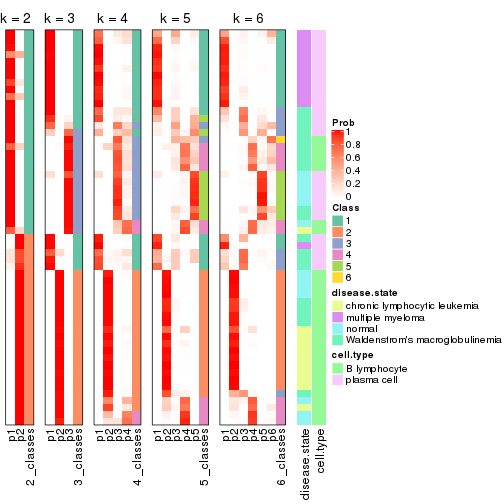 k = 2 k = 3 k = 4 k = 5 k = 6
Prob
1
0.8
0.6
0.4
0.2
0
Class
1
2
3
4
5
6
disease.state
chronic lymphocytic leukemia
multiple myeloma
normal
Waldenstrom's macroglobulinemia
cell.type
B lymphocyte
plasma cell
p1 p2 2_classes p1 p2 p3 3_classes p1 p2 p3 p4 4_classes p1 p2 p3 p4 p5 5_classes p1 p2 p3 p4 p5 p6 6_classes disease.state cell.type